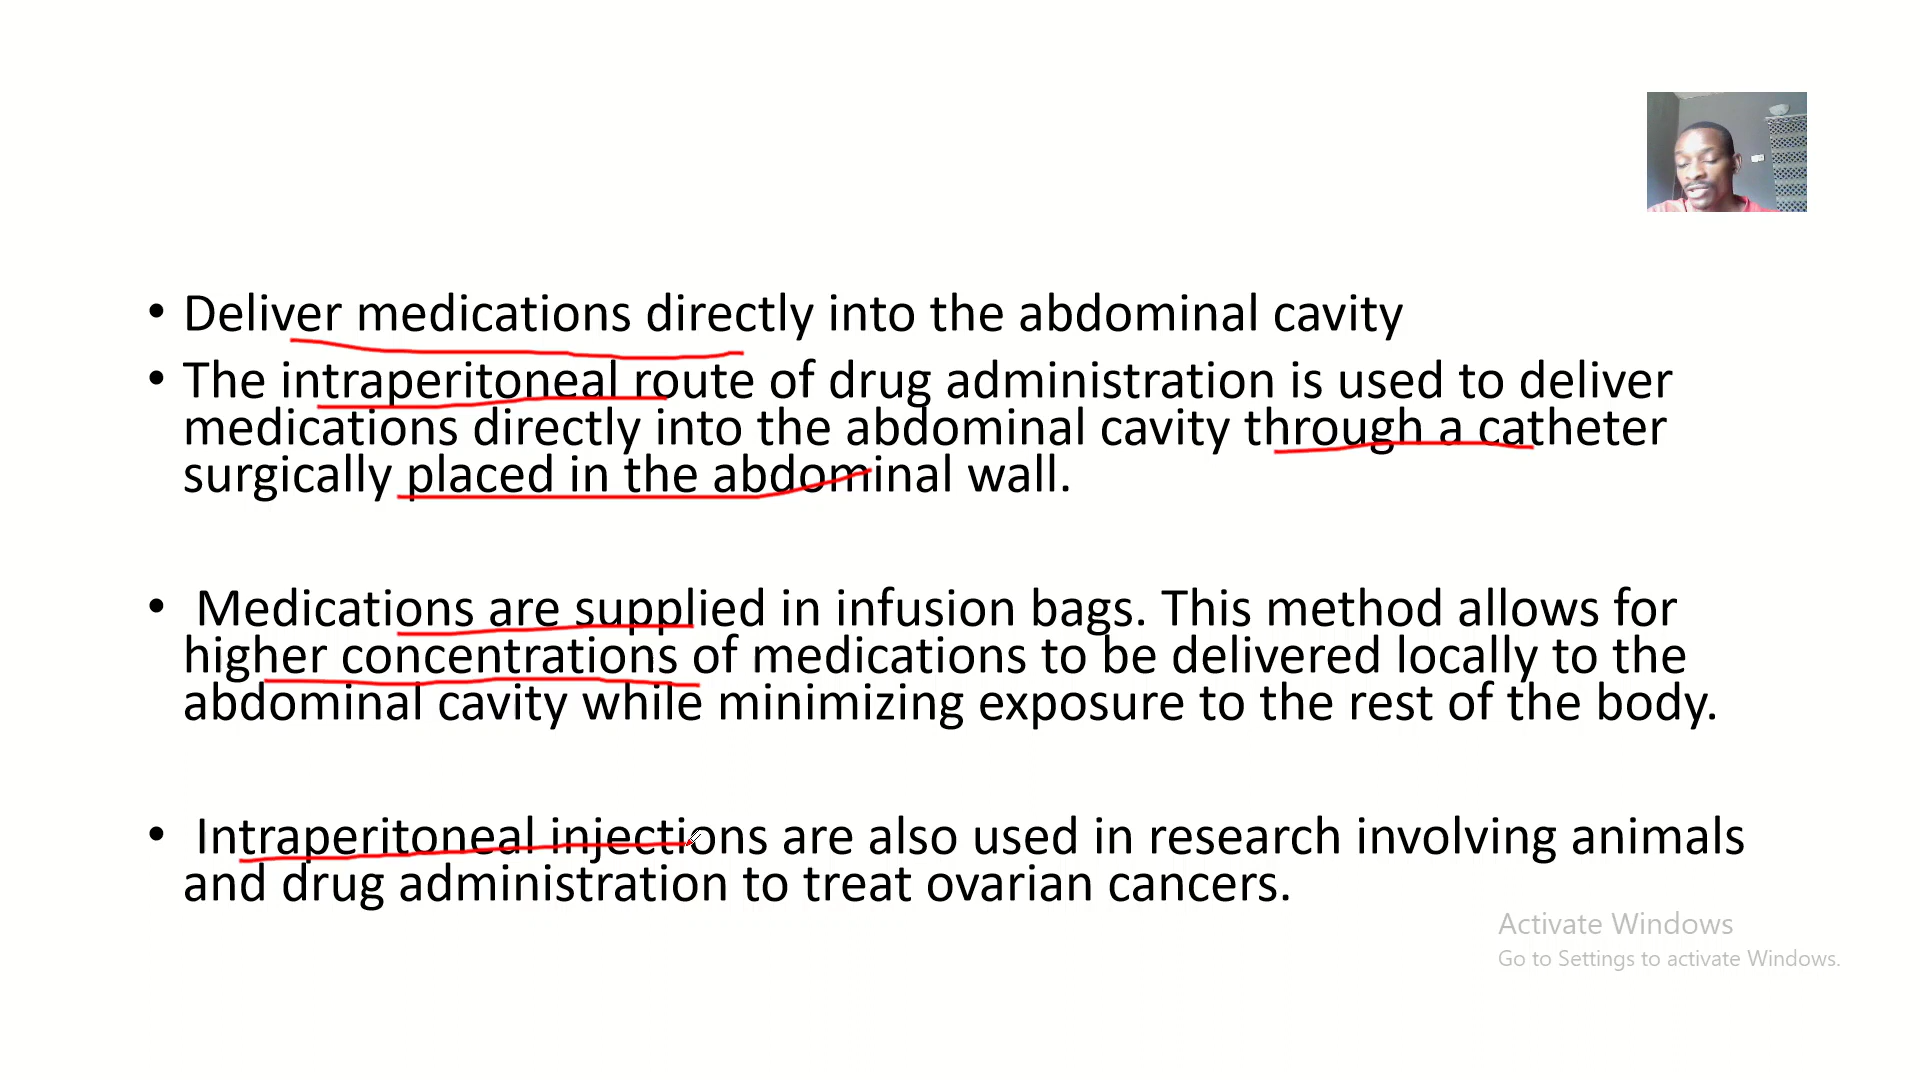 • Deliver medications directly into the abdominal cavity
• The intraperitoneal route of drug administration is used to deliver
medications directly into the abdominal cavity through a catheter
surgically placed in the abdominal wall.
• Medications are supplied in infusion bags. This method allows for
higher concentrations of medications to be delivered locally to the
abdominal cavity while minimizing exposure to the rest of the body.
• Intraperitoneal injections are also used in research involving animals
and drug administration to treat ovarian cancers.
Activate Windows
Go to Settings to activate Windows.